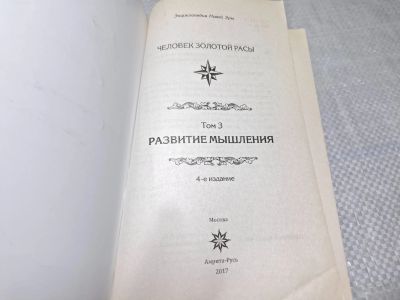 Энциклопедия Новой Эры
ЧЕЛОВЕК ЗОЛОТОЙ РАСЫ
Том 3
РАЗВИТИЕ МЫШЛЕНИЯ
4-е издание
Москва
Амрита-Русь
2017